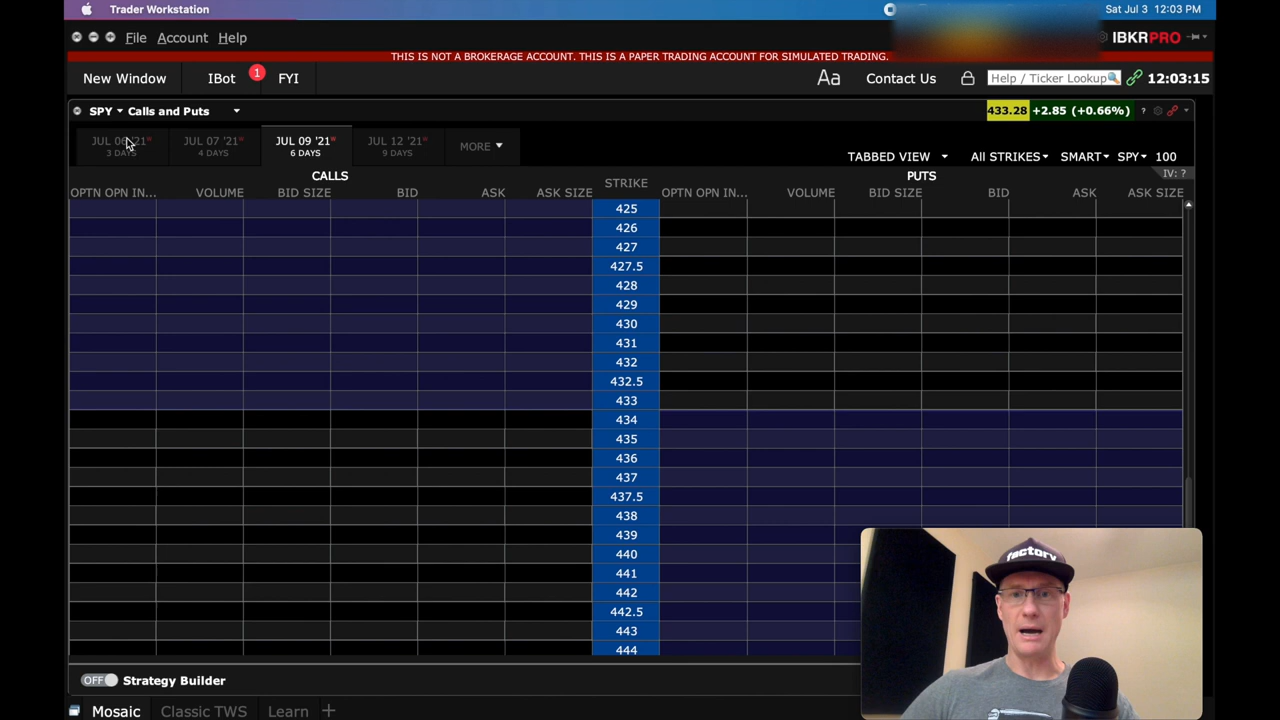 Trader Workstation
Sat Jul 3 12:03 PM
File Account Help
IBKRPRO
THIS IS NOT A BROKERAGE ACCOUNT. THIS IS A PAPER TRADING ACCOUNT FOR SIMULATED TRADING.
New Window IBot 1 FYI Aa Contact Us Help / Ticker Lookup 12:03:15
SPY Calls and Puts 433.28 +2.85 (+0.66%) ?
JUL 06 '21 JUL 07 '21 JUL 09 '21 JUL 12 '21 MORE
3 DAYS 4 DAYS 6 DAYS 9 DAYS
TABBED VIEW All STRIKES SMART SPY 100
IV: ?
CALLS STRIKE PUTS
OPTN OPN IN... VOLUME BID SIZE BID ASK ASK SIZE OPTN OPN IN... VOLUME BID SIZE BID ASK ASK SIZE
425
426
427
427.5
428
429
430
431
432
432.5
433
434
435
436
437
437.5
438
439
440
441
442
442.5
443
444
factory
OFF Strategy Builder
Mosaic Classic TWS Learn +